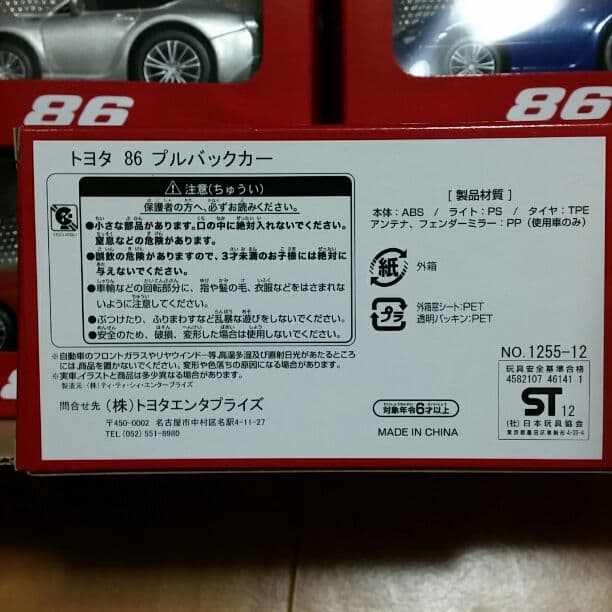 86
86
86
トヨタ 86 プルバックカー
⚠注意(ちゅうい)
保護者の方へ、必ずお読みください。
●小さな部品があります。口の中に絶対入れないでください。
窒息などの危険があります。
●誤飲の危険がありますので、3才未満のお子様には絶対に
与えないでください。
●車輪などの回転部分に、指や髪の毛、衣服などをはさまれな
いように注意してください。
●ぶつけたり、ふりまわすなど乱暴な遊びをしないでください。
●安全のため、破損、変形した場合は使用しないでください。
※自動車のフロントガラスやリヤウインドー等、高温多湿及び直射日光があたるところ
には、商品を置かないでください。変形や色落ちの原因になる場合があります。
※実車イラストと商品は多少異なる場合があります。
製造元:(株)ティ・ティ・シィ・エンタープライズ
問合せ先 (株)トヨタエンタプライズ
〒450-0002 名古屋市中村区名駅4-11-27
TEL (052) 551-8980
[ 製品材質 ]
本体:ABS / ライト:PS / タイヤ:TPE
アンテナ、フェンダーミラー:PP(使用車のみ)
紙 外箱
プラ 外箱窓シート:PET
透明パッキン:PET
対象年令6才以上
MADE IN CHINA
NO. 1255-12
玩具安全基準合格
4582107 46141 1
ST 12
(社)日本玩具協会
東京都墨田区東駒形4-22-4